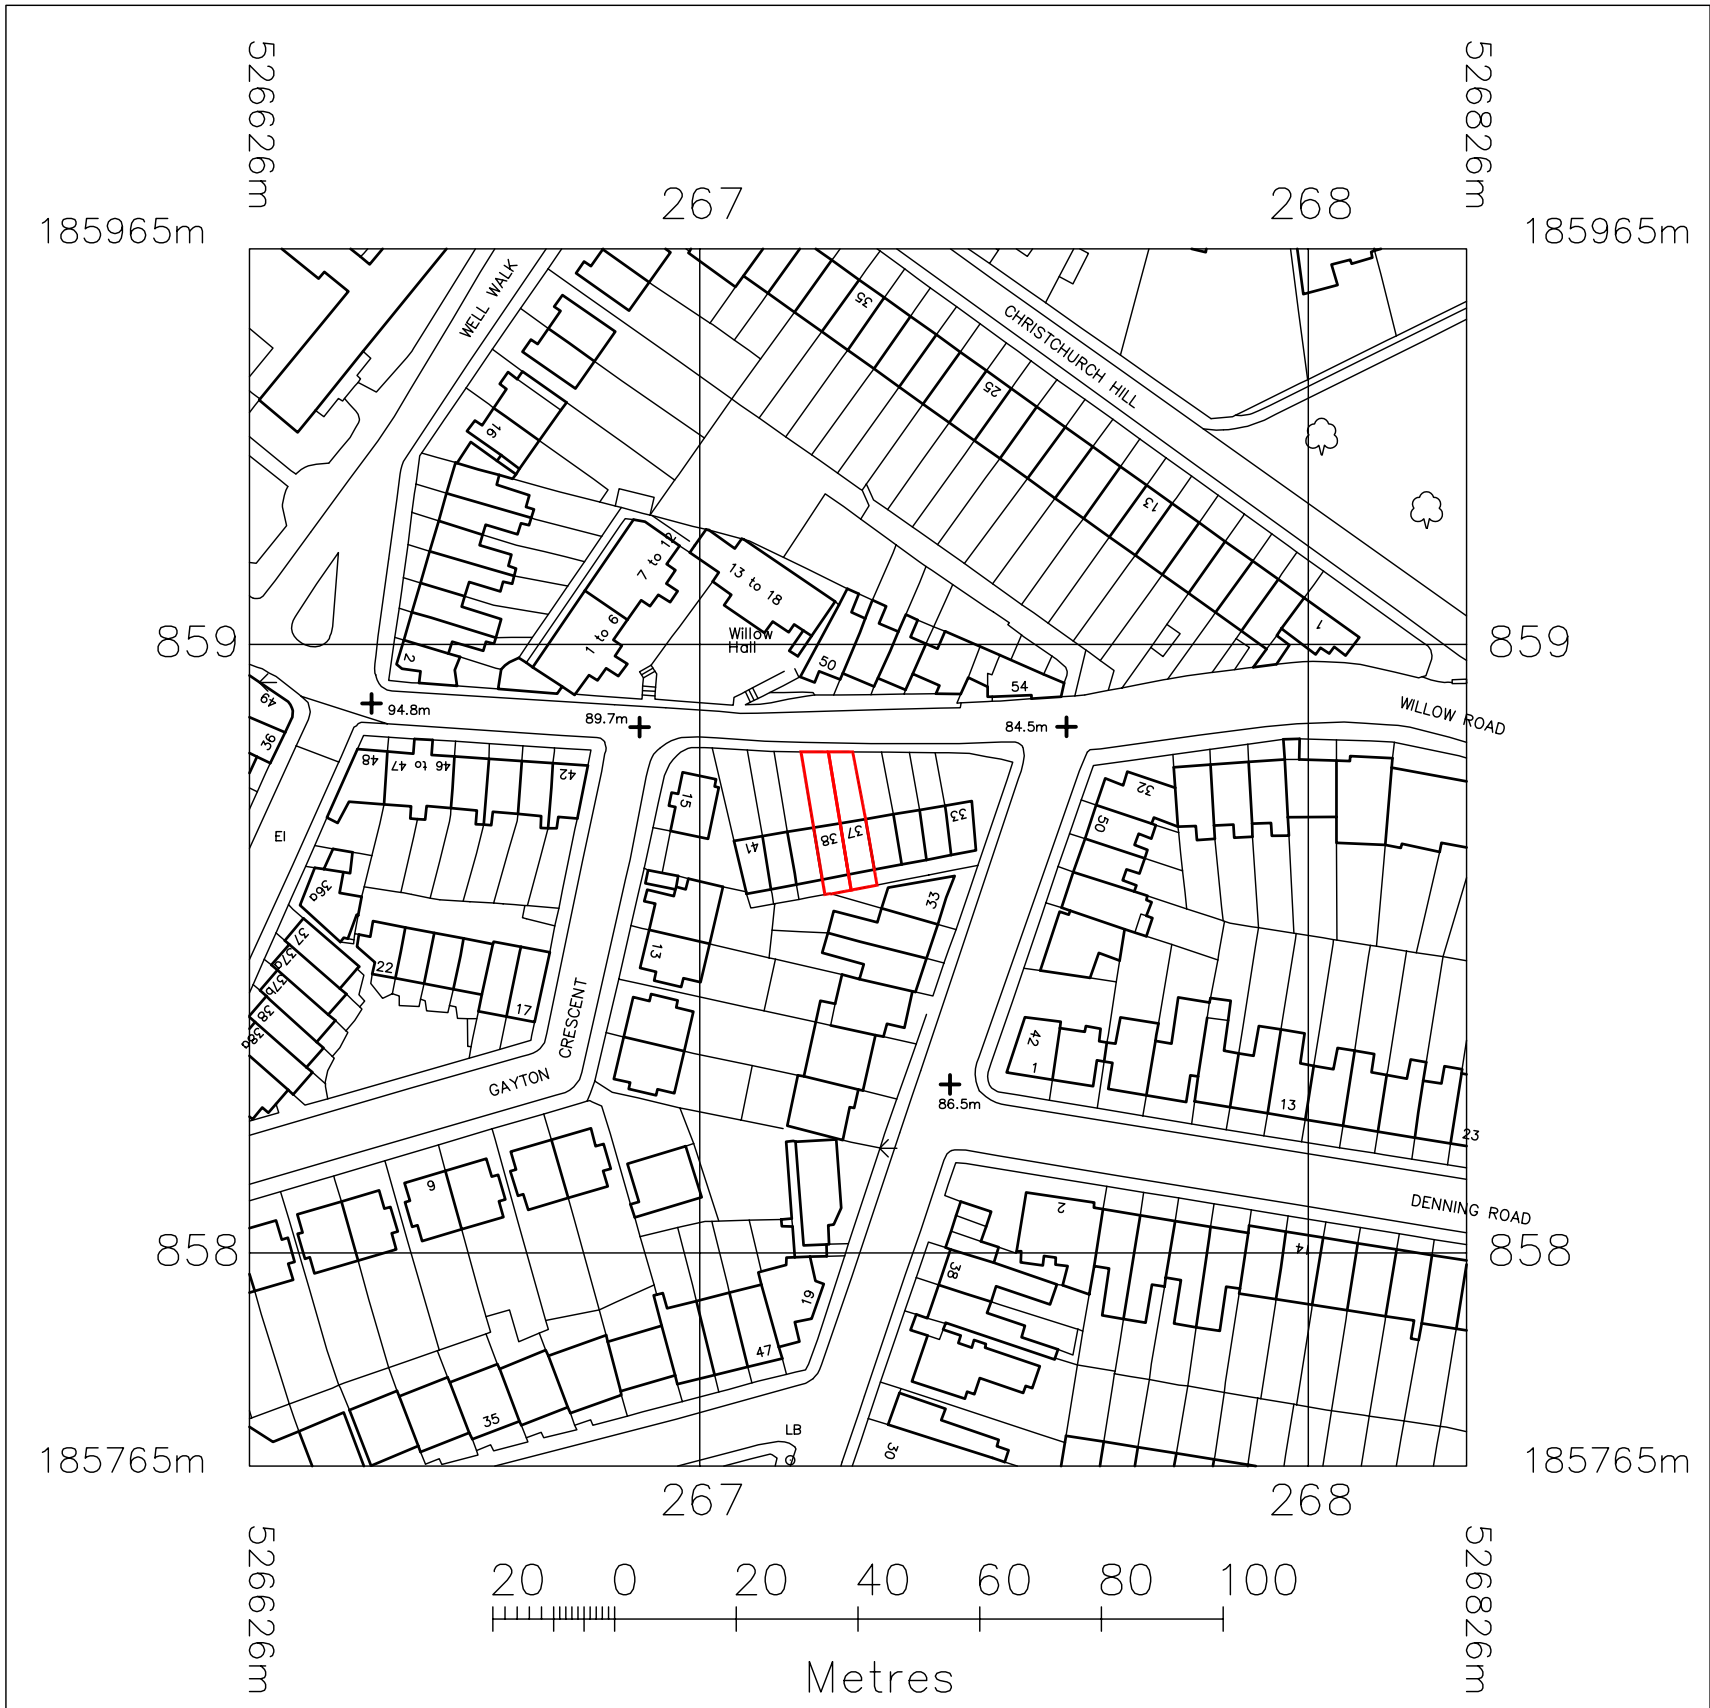 526626m
526826m
267
268
185965m
185965m
WELL WALK
35
CHRISTCHURCH HILL
25
16
13
7 to 12
13 to 18
1 to 6
Willow
Hall
1
859
859
2
50
54
49
94.8m
89.7m
84.5m
WILLOW ROAD
36
48
47
46 to
42
15
32
EI
41
38
37
33
50
36a
33
37
37a
37b
38
38a
22
17
13
CRESCENT
42
1
GAYTON
86.5m
13
23
9
2
DENNING ROAD
858
858
14
38
19
47
35
LB
30
185765m
185765m
267
268
526626m
526826m
20 0 20 40 60 80 100
Metres